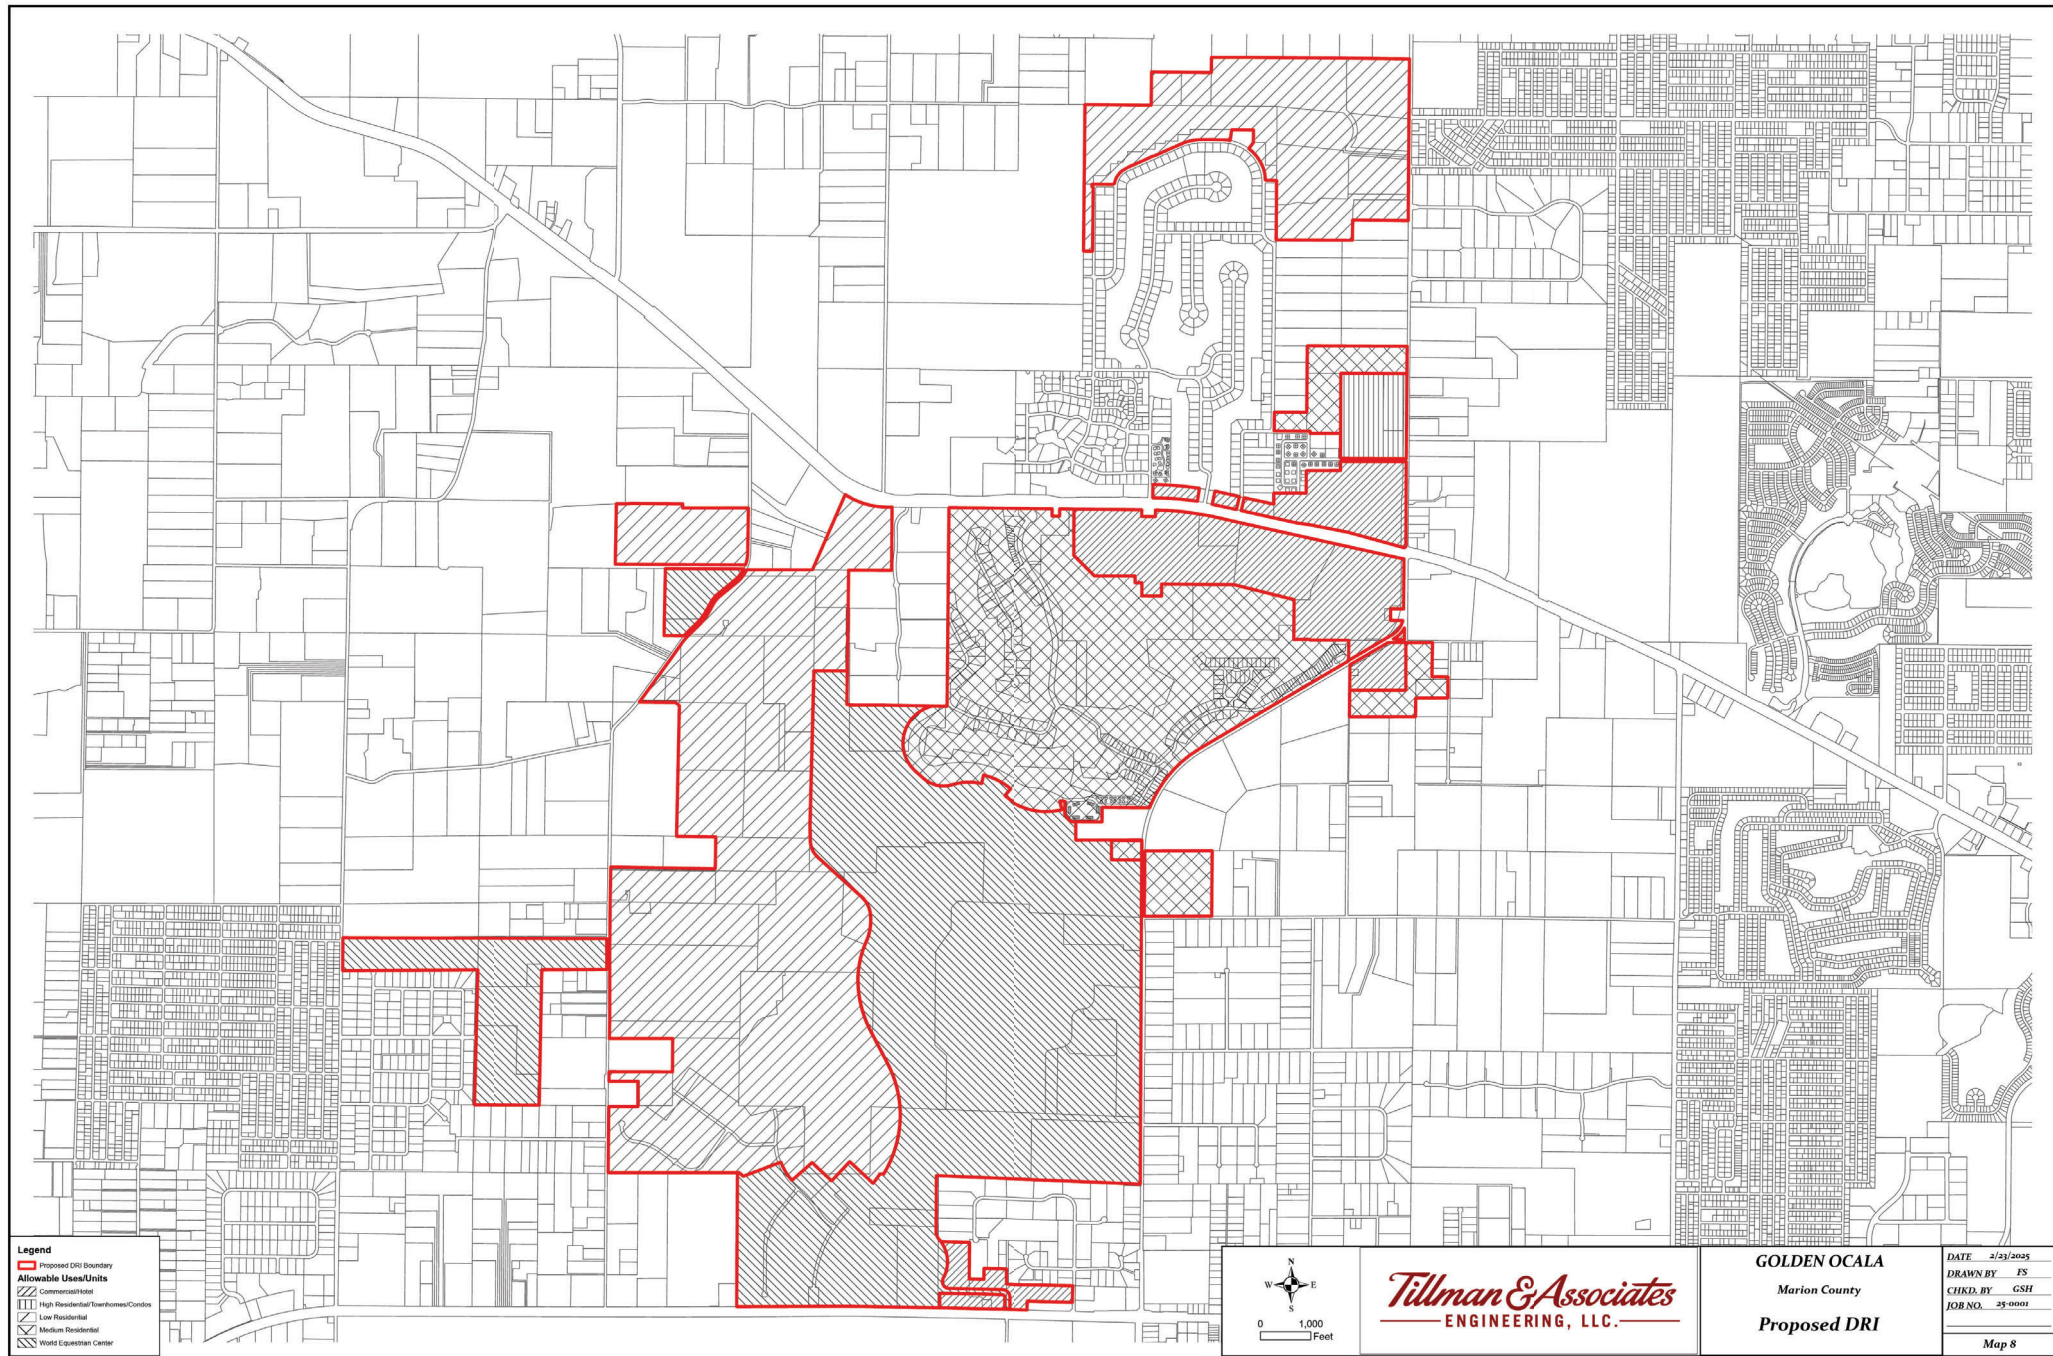 Legend
Proposed DRI Boundary
Allowable Uses/Units
Commercial/Hotel
High Residential/Townhomes/Condos
Low Residential
Medium Residential
World Equestrian Center
N
W E
S
0 1,000
Feet
Tillman & Associates
ENGINEERING, LLC.
GOLDEN OCALA
Marion County
Proposed DRI
DATE 2/23/2025
DRAWN BY FS
CHKD. BY GSH
JOB NO. 25-0001
Map 8